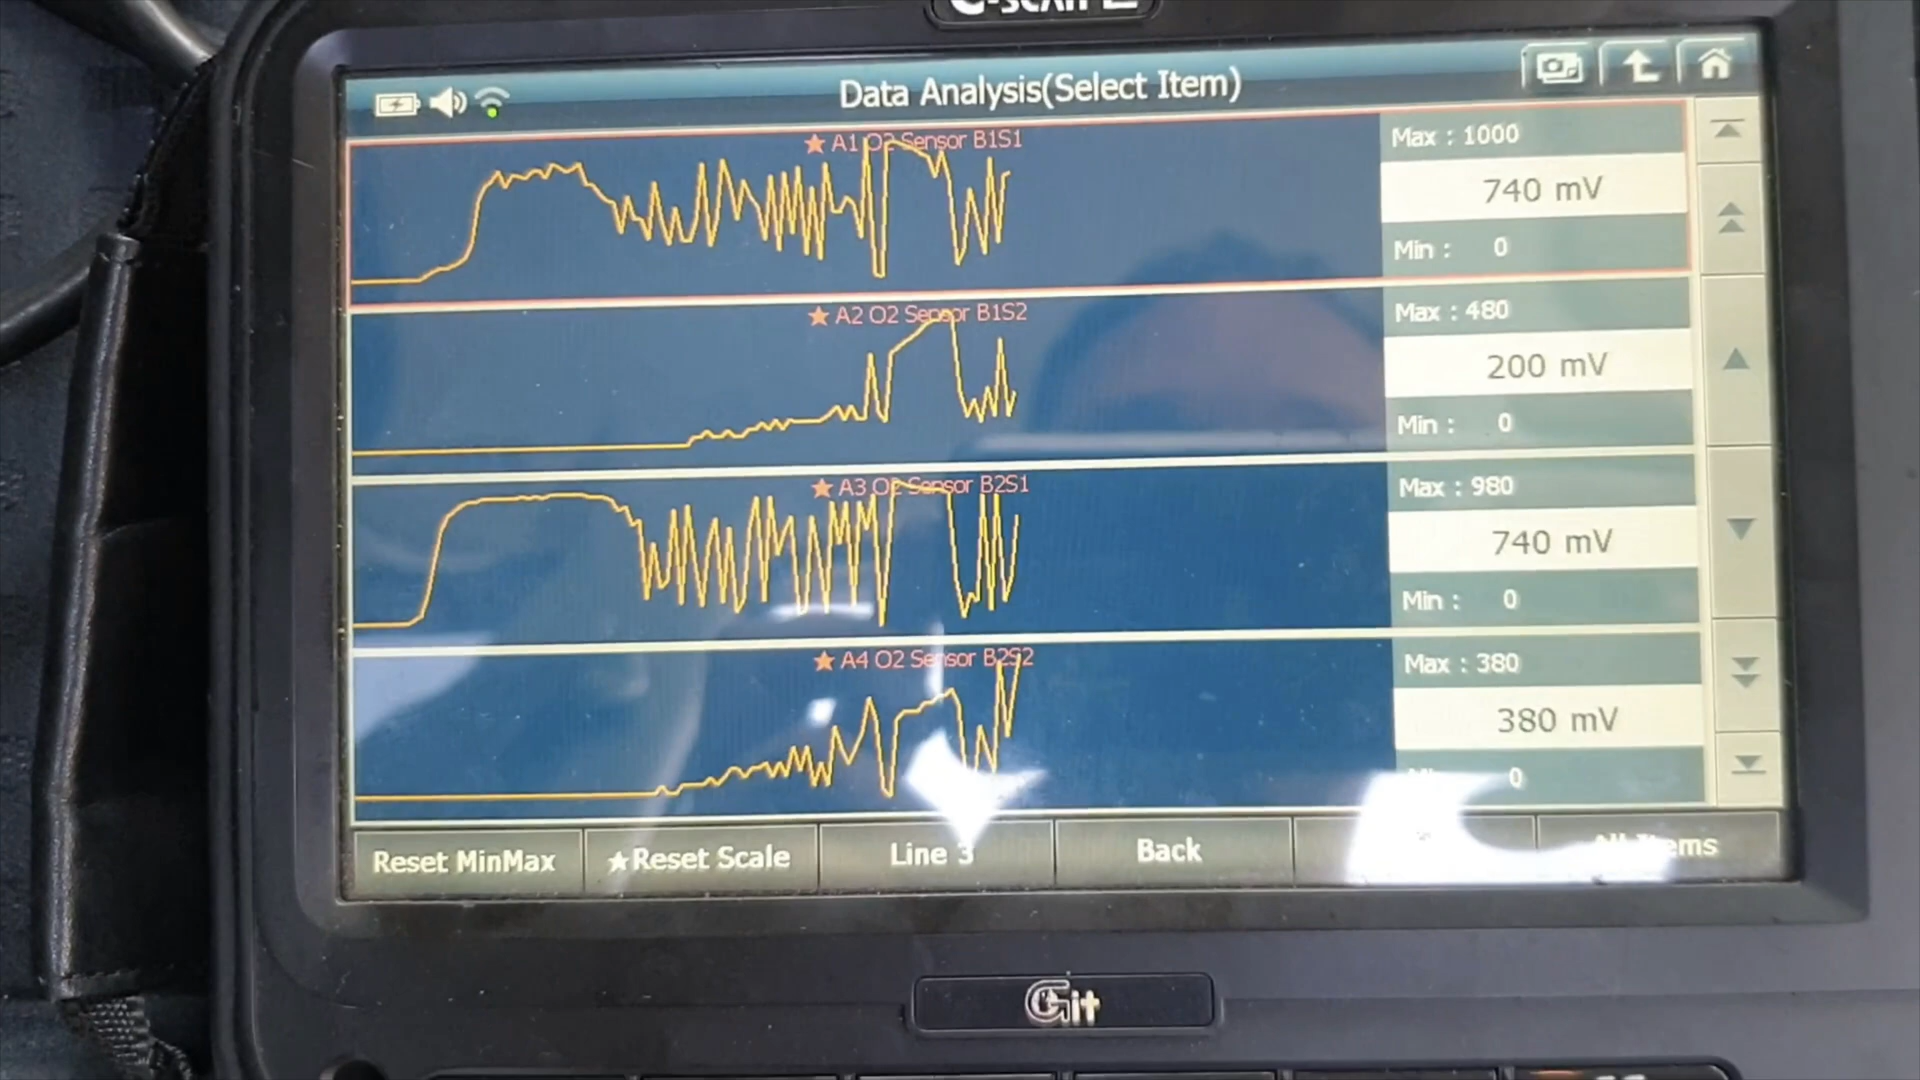 Data Analysis(Select Item)
★ A1 O2 Sensor B1S1
Max : 1000
740 mV
Min : 0
★ A2 O2 Sensor B1S2
Max : 480
200 mV
Min : 0
★ A3 O2 Sensor B2S1
Max : 980
740 mV
Min : 0
★ A4 O2 Sensor B2S2
Max : 380
380 mV
0
Reset MinMax
★Reset Scale
Line 3
Back
All Items
Git